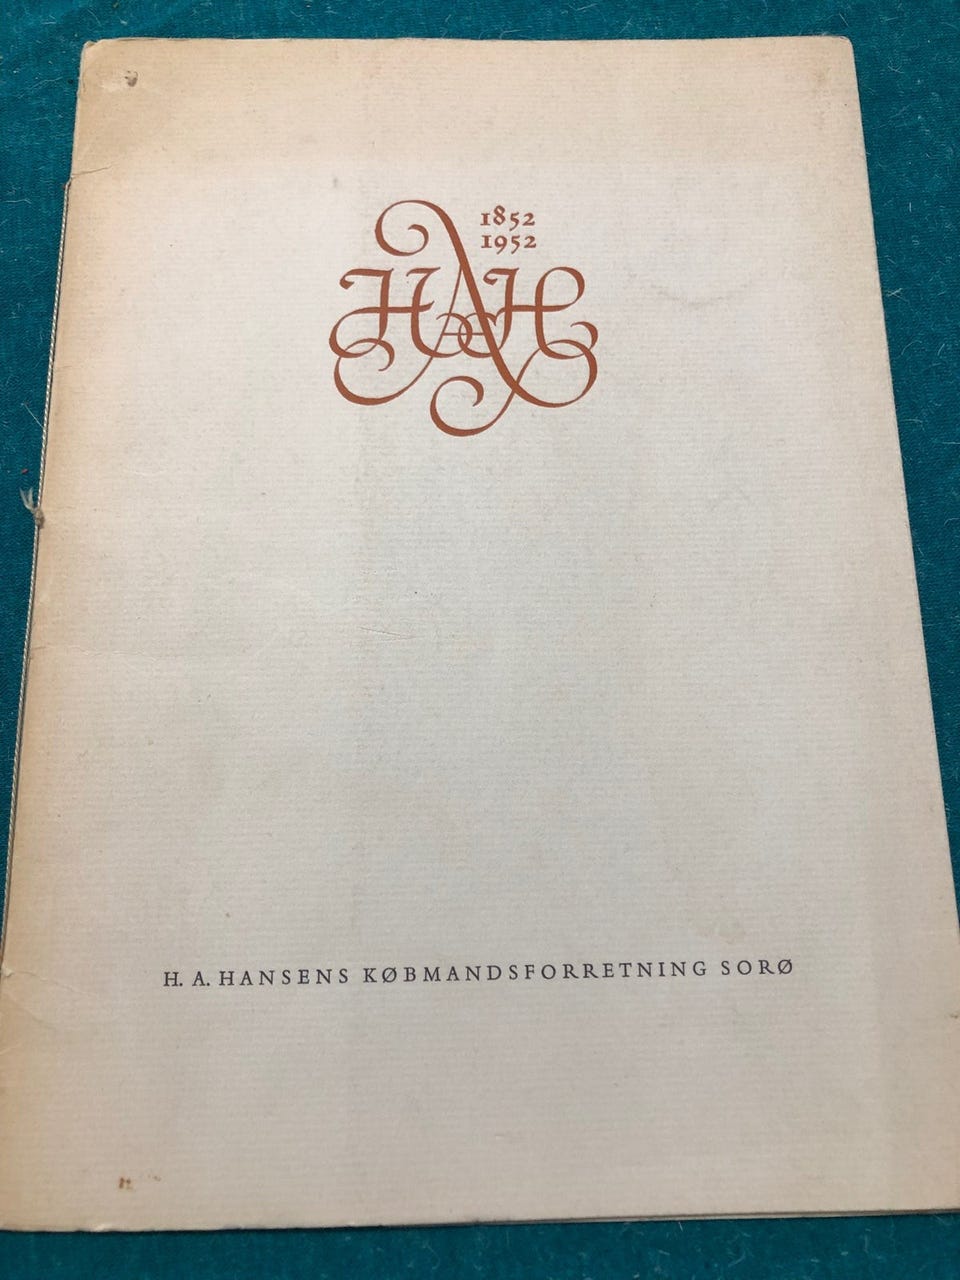 1852
1952
HAH
H. A. HANSENS KØBMANDSFORRETNING SORØ